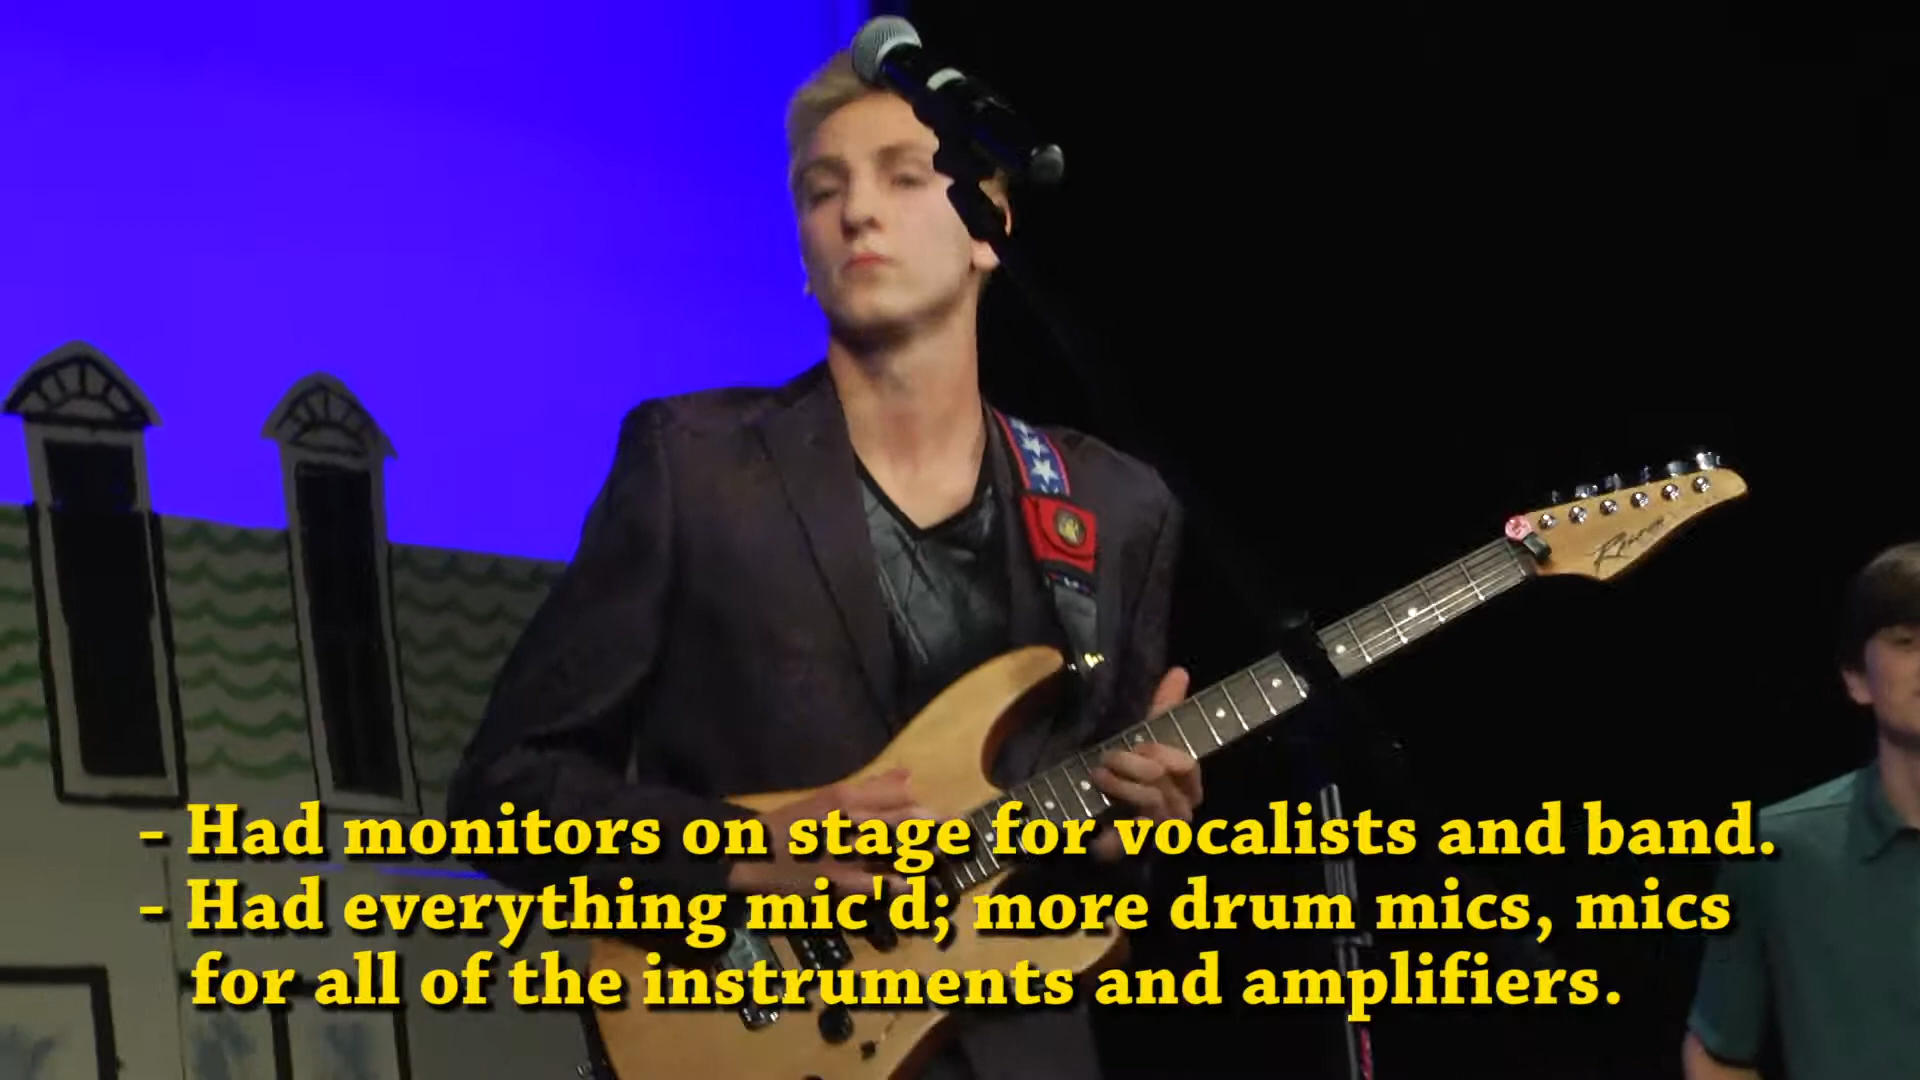 - Had monitors on stage for vocalists and band.
- Had everything mic'd; more drum mics, mics
for all of the instruments and amplifiers.